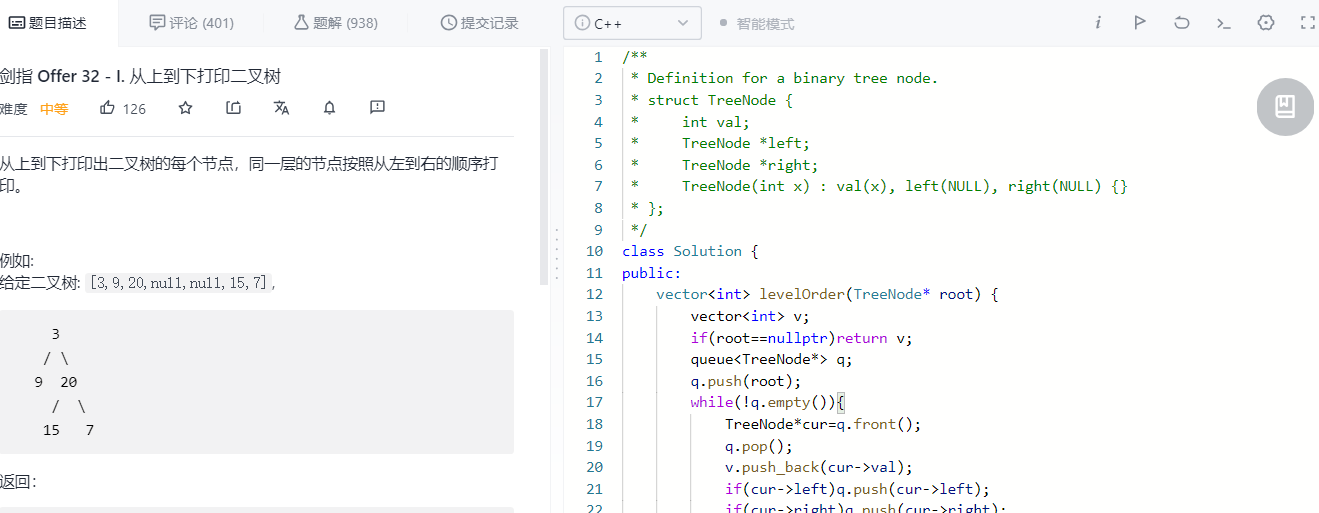 题目描述 评论 (401) 题解 (938) 提交记录 C++ 智能模式
剑指 Offer 32 - I. 从上到下打印二叉树
难度 中等 126
从上到下打印出二叉树的每个节点，同一层的节点按照从左到右的顺序打
印。
例如:
给定二叉树: [3,9,20,null,null,15,7],
3
/ \
9 20
/ \
15 7
返回：
1 /**
2 * Definition for a binary tree node.
3 * struct TreeNode {
4 * int val;
5 * TreeNode *left;
6 * TreeNode *right;
7 * TreeNode(int x) : val(x), left(NULL), right(NULL) {}
8 * };
9 */
10 class Solution {
11 public:
12 vector<int> levelOrder(TreeNode* root) {
13 vector<int> v;
14 if(root==nullptr)return v;
15 queue<TreeNode*> q;
16 q.push(root);
17 while(!q.empty()){
18 TreeNode*cur=q.front();
19 q.pop();
20 v.push_back(cur->val);
21 if(cur->left)q.push(cur->left);
22 if(cur->right)q.push(cur->right);